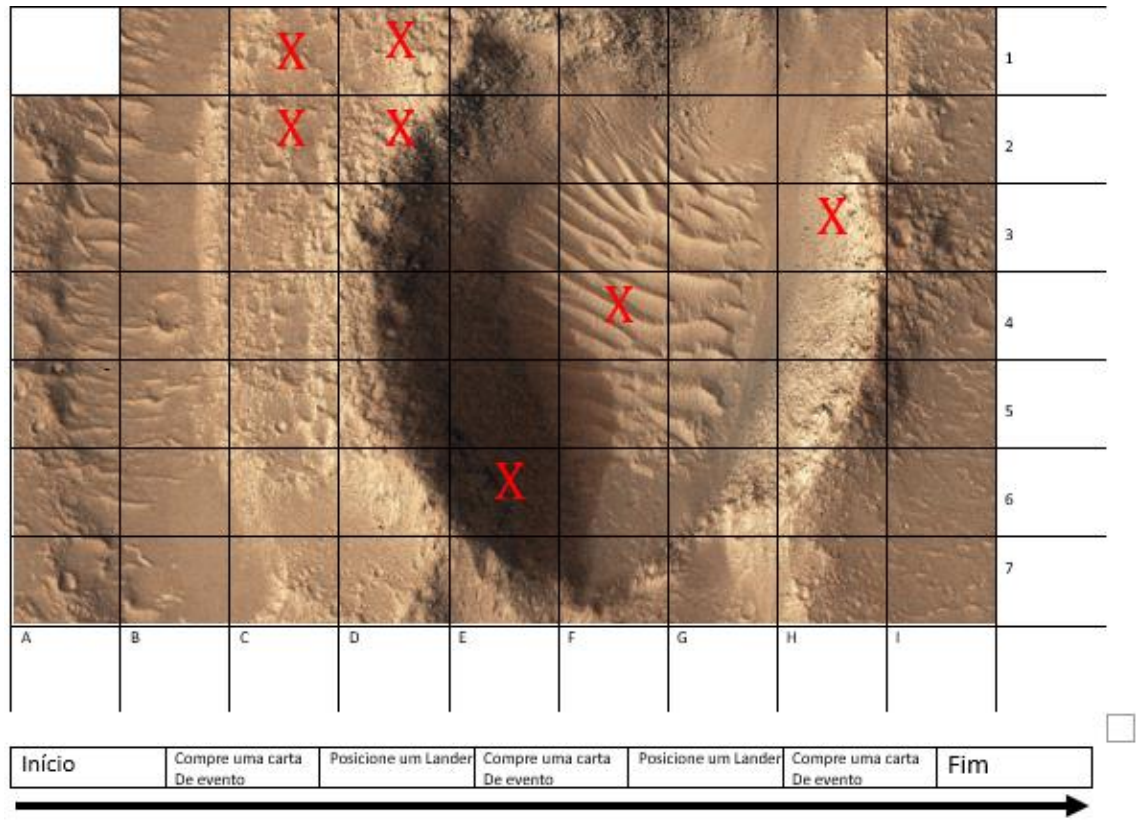 X X
1
X X
2
X
3
X
4
5
X
6
7
A B C D E F G H I
Início
Compre uma carta
De evento
Posicione um Lander
Compre uma carta
De evento
Posicione um Lander
Compre uma carta
De evento
Fim